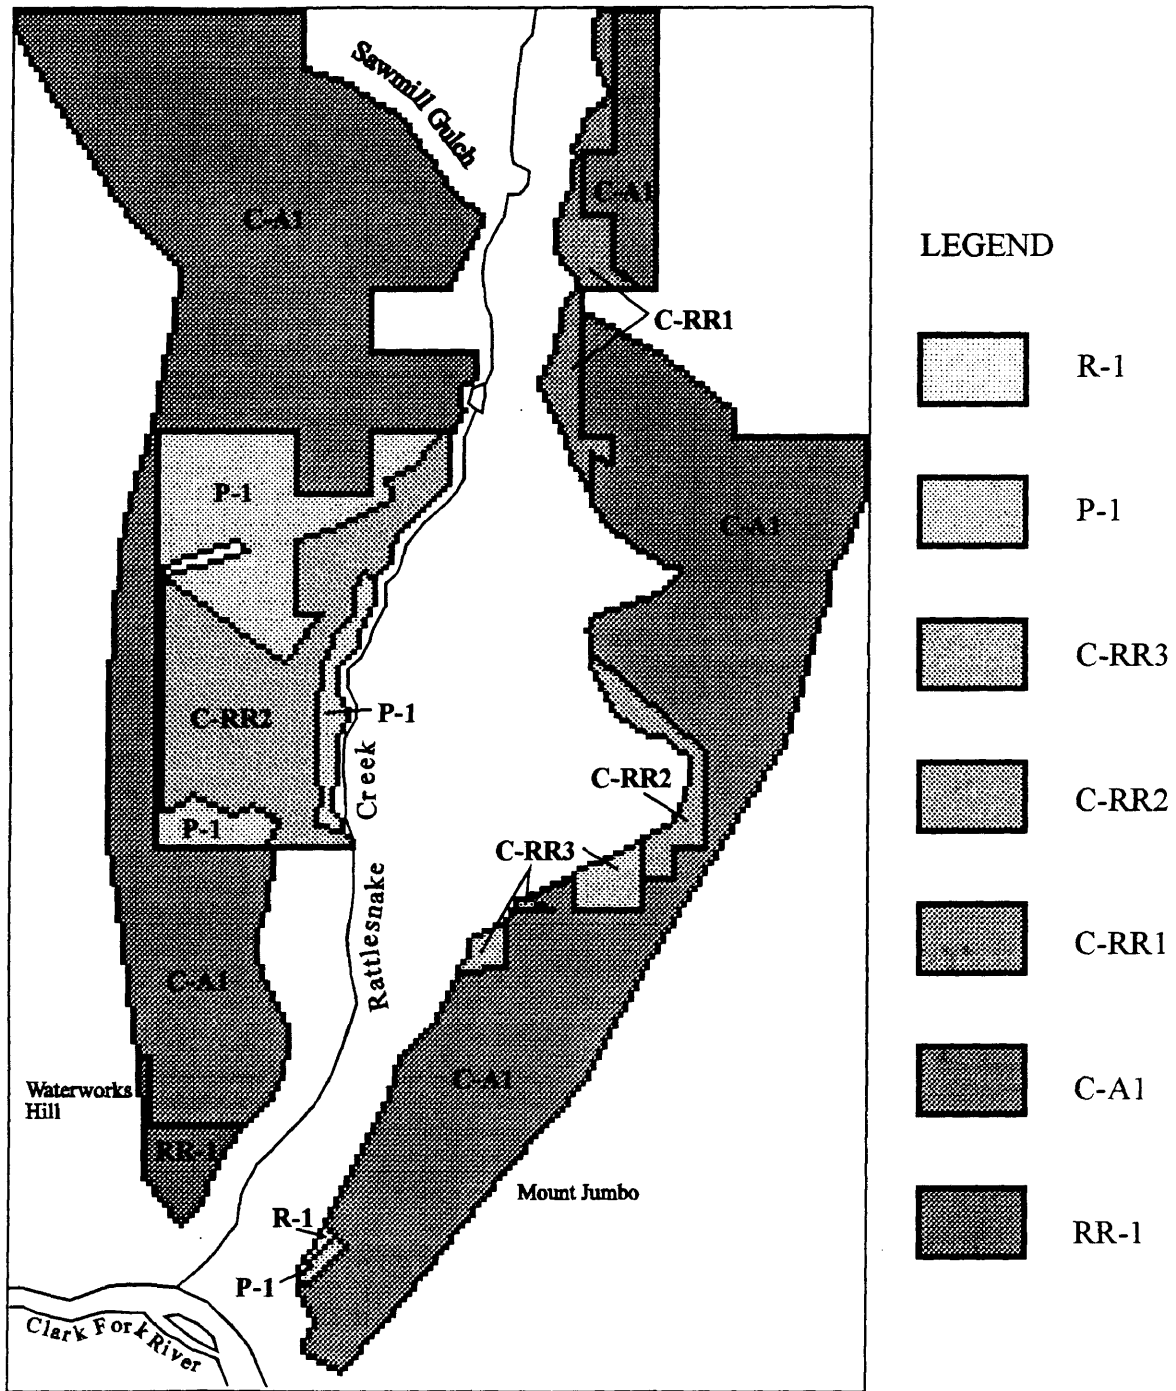 Sawmill Gulch
C-A1
C-A1
C-RR1
C-A1
P-1
C-RR2
P-1
C-RR2
P-1
C-RR3
Rattlesnake Creek
C-A1
C-A1
Waterworks
Hill
RR-1
Mount Jumbo
R-1
P-1
Clark Fork River
LEGEND
R-1
P-1
C-RR3
C-RR2
C-RR1
C-A1
RR-1